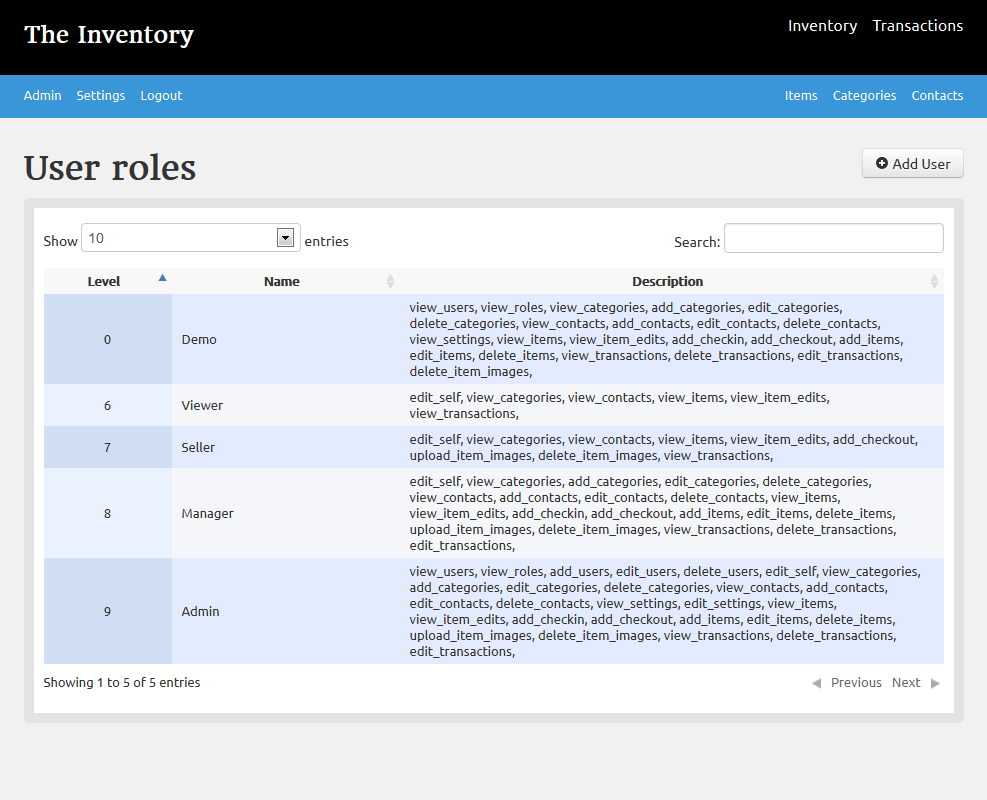 The Inventory
Inventory Transactions
Admin Settings Logout
Items Categories Contacts
User roles
Add User
Show 10 entries
Search:
Level Name Description
0 Demo
view_users, view_roles, view_categories, add_categories, edit_categories,
delete_categories, view_contacts, add_contacts, edit_contacts, delete_contacts,
view_settings, view_items, view_item_edits, add_checkin, add_checkout, add_items,
edit_items, delete_items, view_transactions, delete_transactions, edit_transactions,
delete_item_images,
6 Viewer
edit_self, view_categories, view_contacts, view_items, view_item_edits,
view_transactions,
7 Seller
edit_self, view_categories, view_contacts, view_items, view_item_edits, add_checkout,
upload_item_images, delete_item_images, view_transactions,
8 Manager
edit_self, view_categories, add_categories, edit_categories, delete_categories,
view_contacts, add_contacts, edit_contacts, delete_contacts, view_items,
view_item_edits, add_checkin, add_checkout, add_items, edit_items, delete_items,
upload_item_images, delete_item_images, view_transactions, delete_transactions,
edit_transactions,
9 Admin
view_users, view_roles, add_users, edit_users, delete_users, edit_self, view_categories,
add_categories, edit_categories, delete_categories, view_contacts, add_contacts,
edit_contacts, delete_contacts, view_settings, edit_settings, view_items,
view_item_edits, add_checkin, add_checkout, add_items, edit_items, delete_items,
upload_item_images, delete_item_images, view_transactions, delete_transactions,
edit_transactions,
Showing 1 to 5 of 5 entries
Previous Next